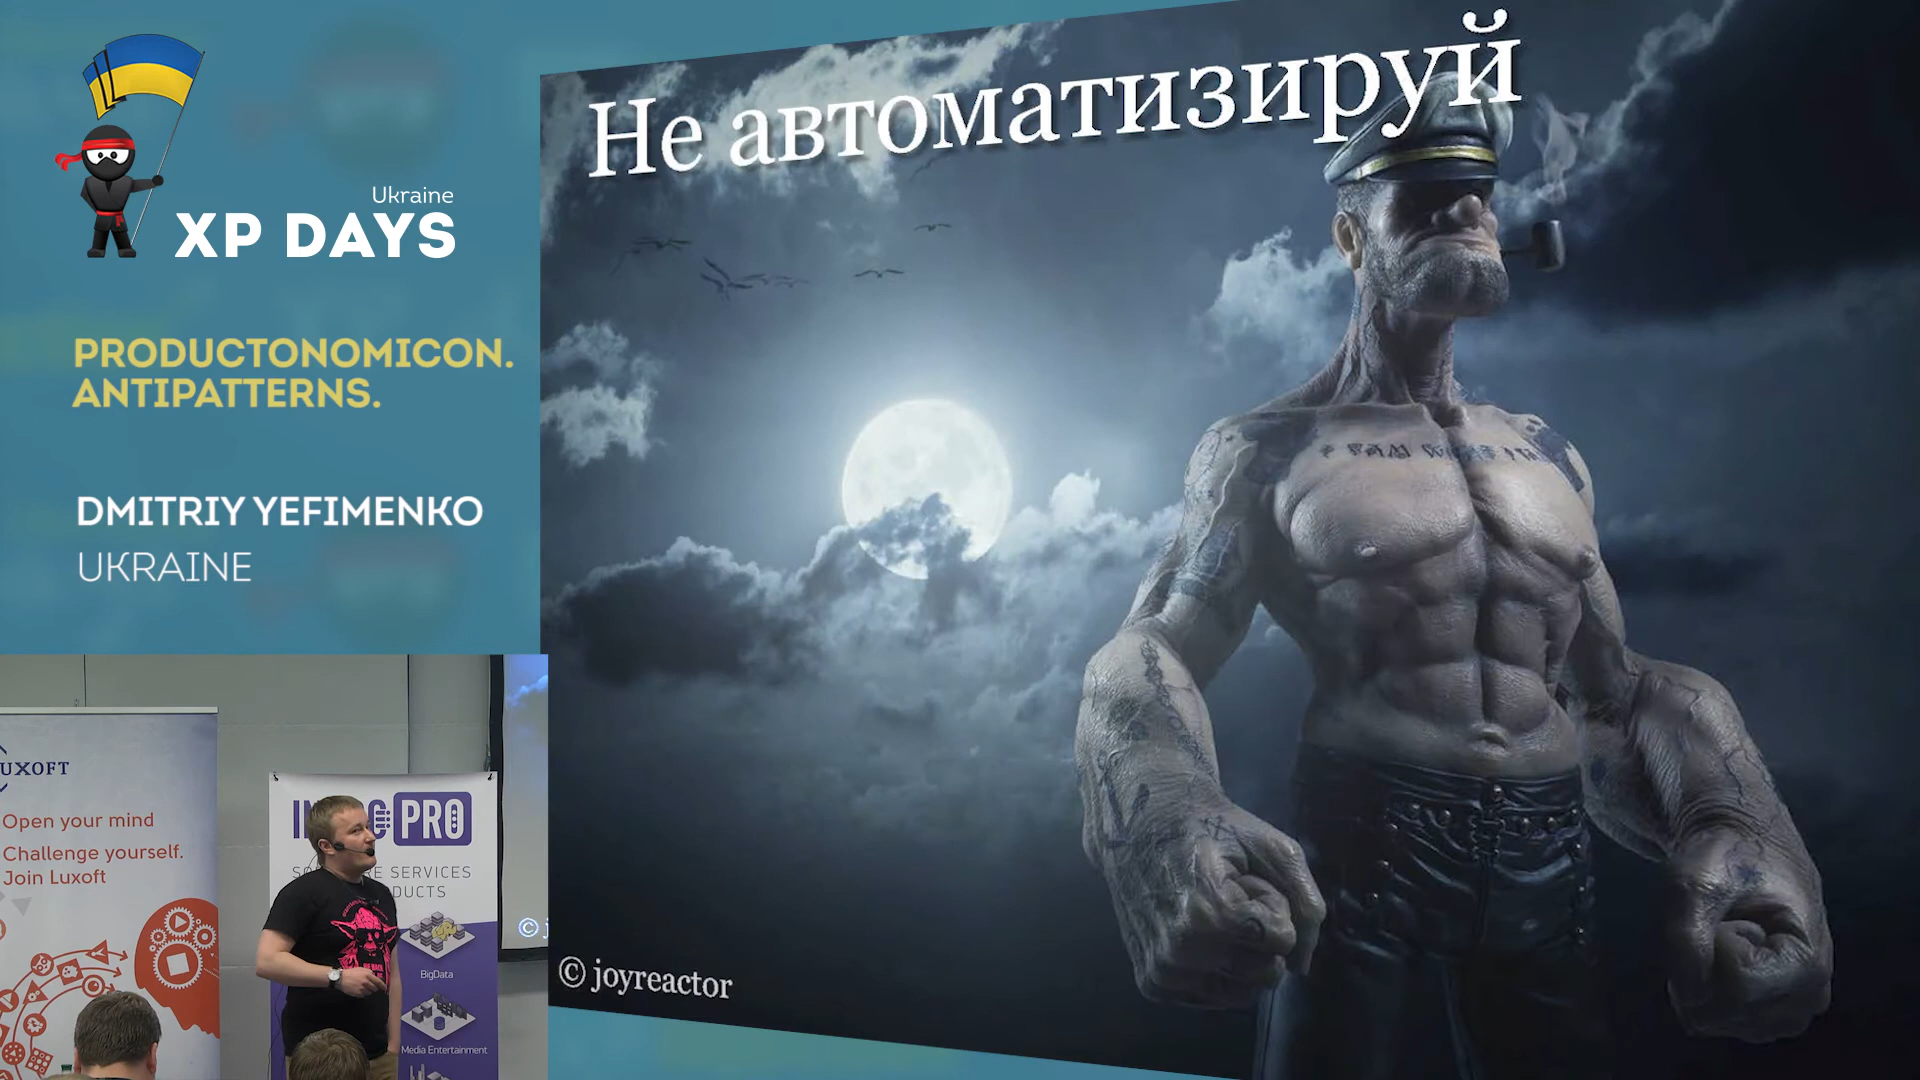 Ukraine
XP DAYS
PRODUCTONOMICON.
ANTIPATTERNS.
DMITRIY YEFIMENKO
UKRAINE
Не автоматизируй
© joyreactor
UXOFT
Open your mind
Challenge yourself.
Join Luxoft
PRO
SERVICES
BigData
Media Entertainment
©